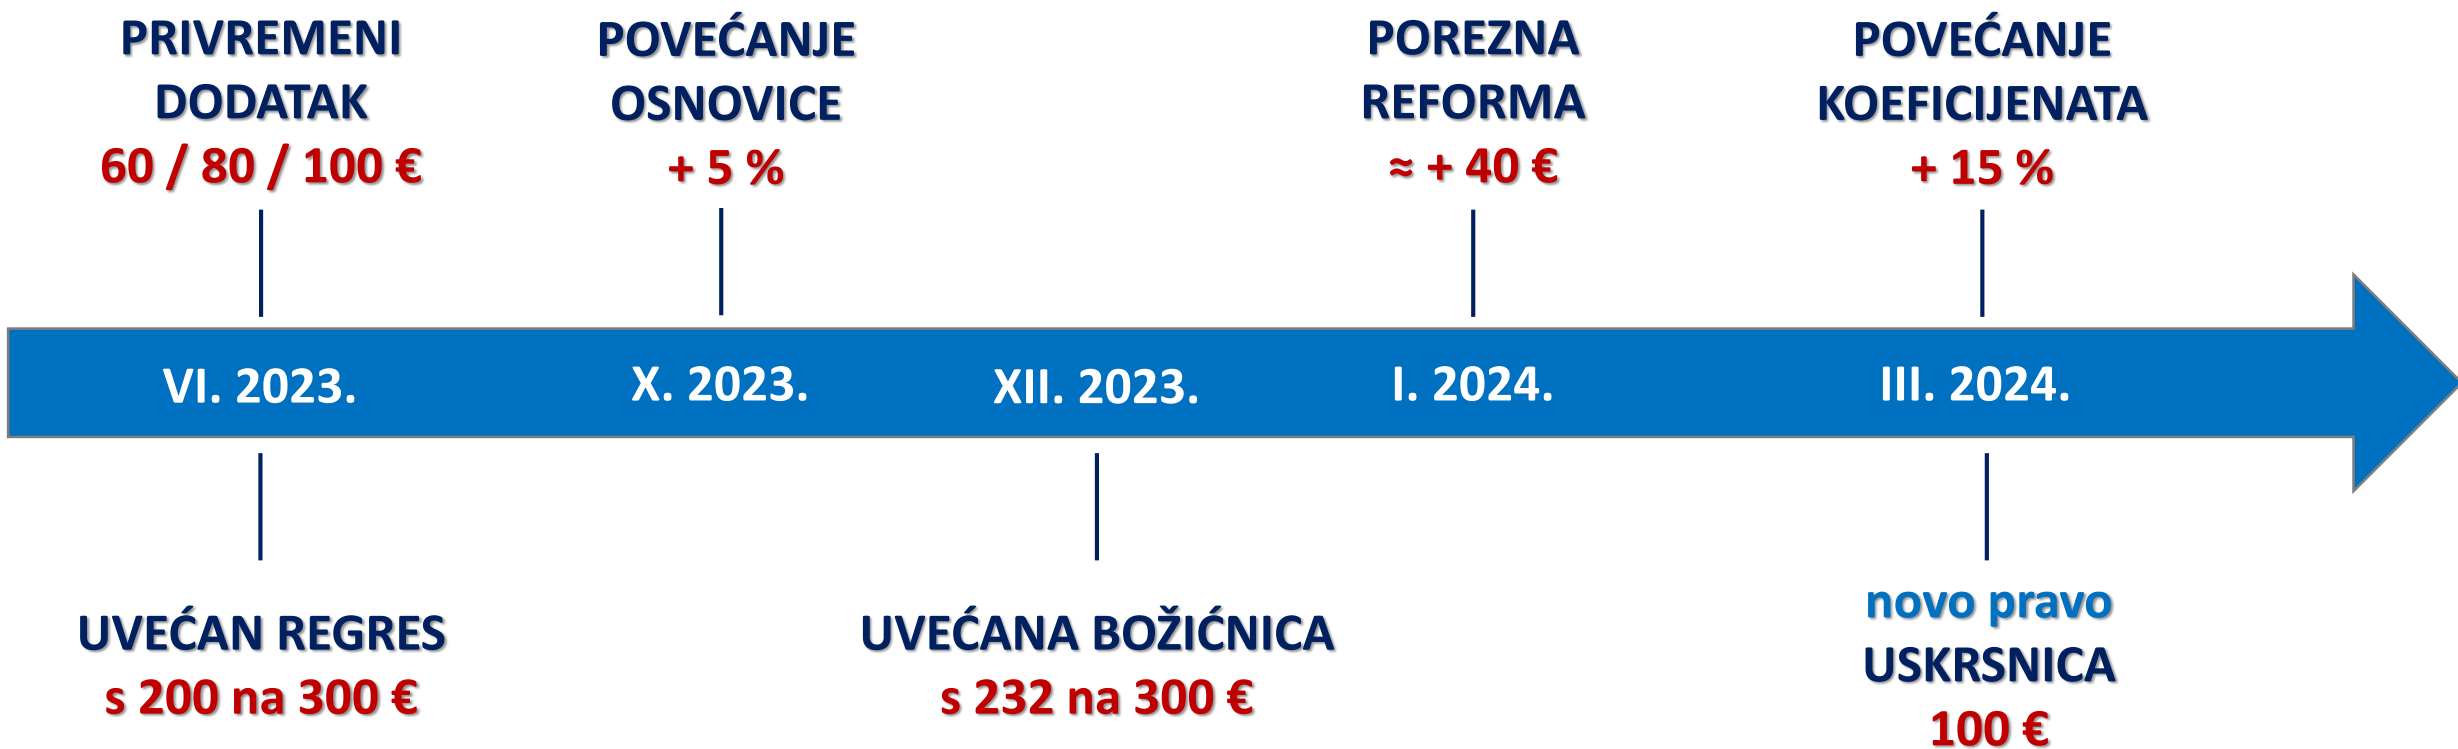 PRIVREMENI
DODATAK
60 / 80 / 100 €
POVEĆANJE
OSNOVICE
+ 5 %
POREZNA
REFORMA
≈ + 40 €
POVEĆANJE
KOEFICIJENATA
+ 15 %
VI. 2023.
X. 2023.
XII. 2023.
I. 2024.
III. 2024.
UVEĆAN REGRES
s 200 na 300 €
UVEĆANA BOŽIĆNICA
s 232 na 300 €
novo pravo
USKRSNICA
100 €